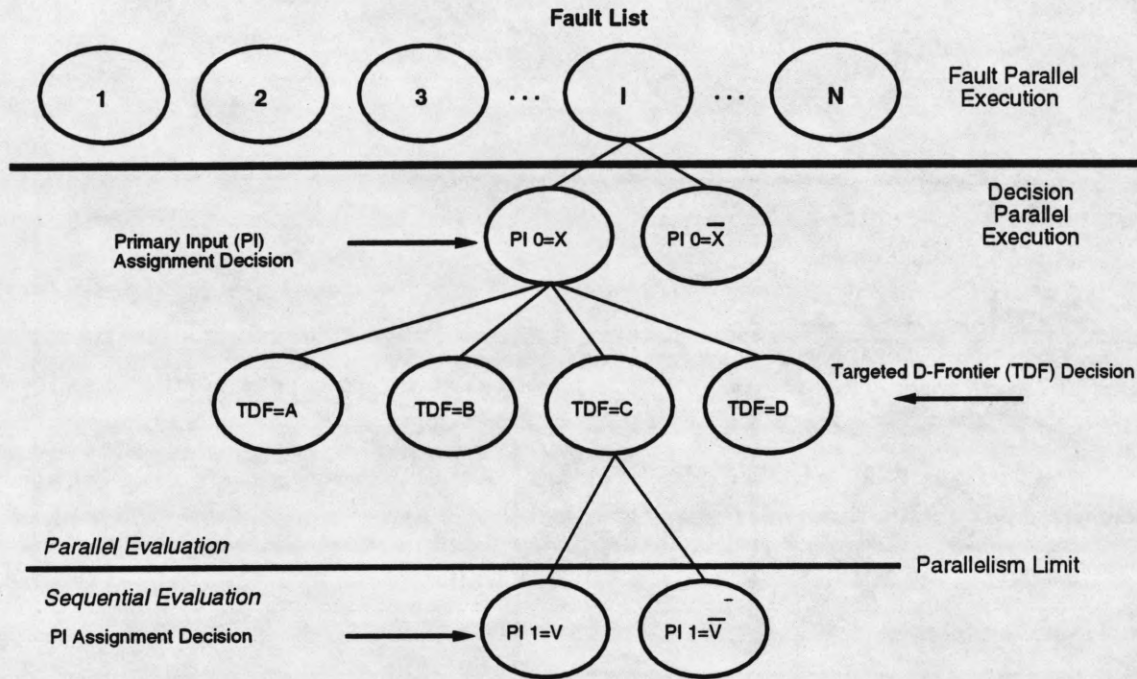 Fault List
1 2 3 ... I ... N
Fault Parallel
Execution
Decision
Parallel
Execution
PI 0=X PI 0=X̅
Primary Input (PI)
Assignment Decision
Targeted D-Frontier (TDF) Decision
TDF=A TDF=B TDF=C TDF=D
Parallel Evaluation
Parallelism Limit
Sequential Evaluation
PI Assignment Decision
PI 1=V PI 1=V̅